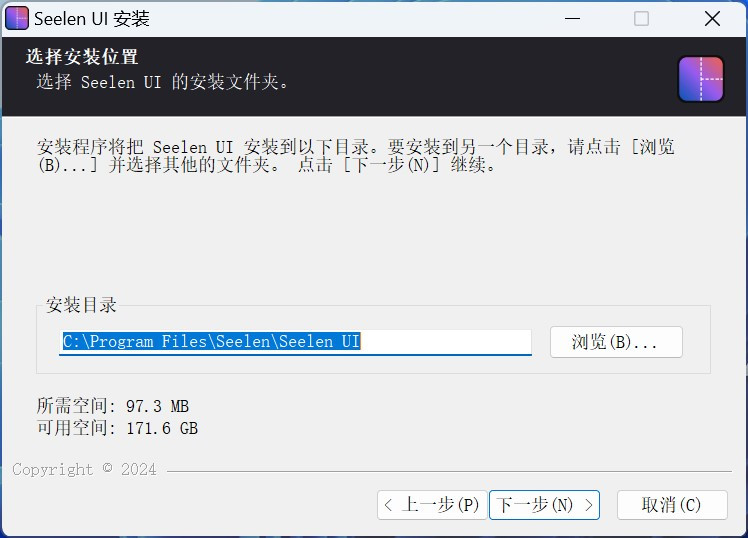 Seelen UI 安装
选择安装位置
选择 Seelen UI 的安装文件夹。
安装程序将把 Seelen UI 安装到以下目录。要安装到另一个目录，请点击 [浏览
(B)...] 并选择其他的文件夹。 点击 [下一步(N)] 继续。
安装目录
C:\Program Files\Seelen\Seelen UI
浏览(B)...
所需空间: 97.3 MB
可用空间: 171.6 GB
Copyright © 2024
< 上一步(P)
下一步(N) >
取消(C)